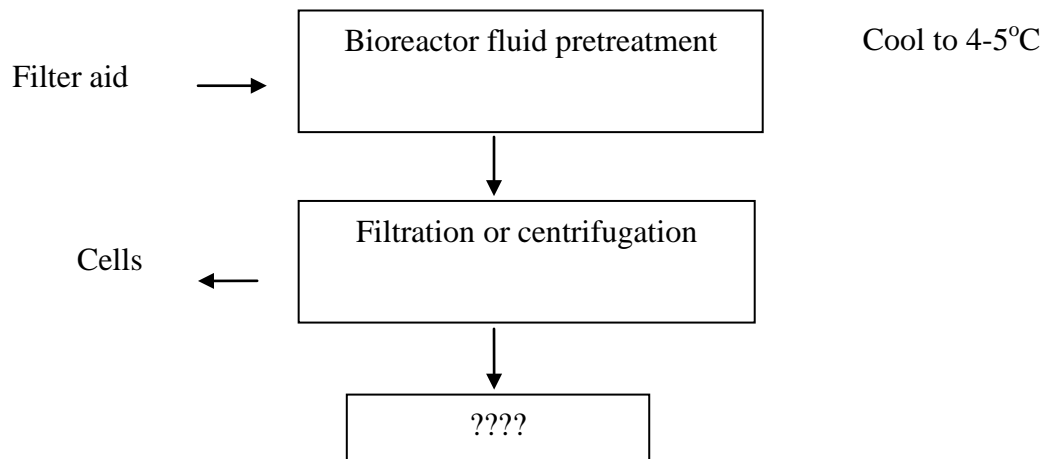 Bioreactor fluid pretreatment
Cool to 4-5°C
Filter aid
Filtration or centrifugation
Cells
????